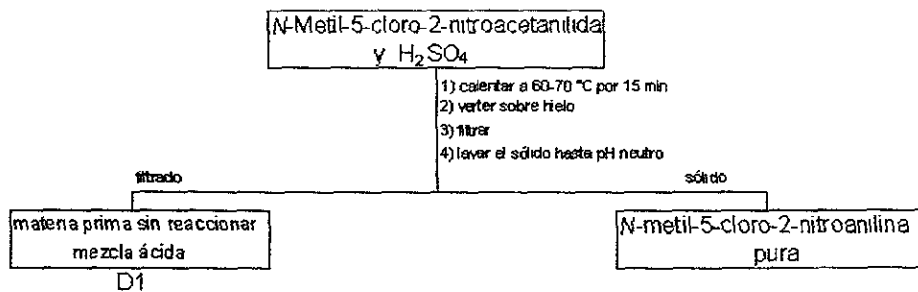 N-Metil-5-cloro-2-nitroacetanilida
y H₂SO₄
1) calentar a 60-70 °C por 15 min
2) verter sobre hielo
3) filtrar
4) lavar el sólido hasta pH neutro
filtrado
sólido
materia prima sin reaccionar
mezcla ácida
D1
N-metil-5-cloro-2-nitroanilina
pura